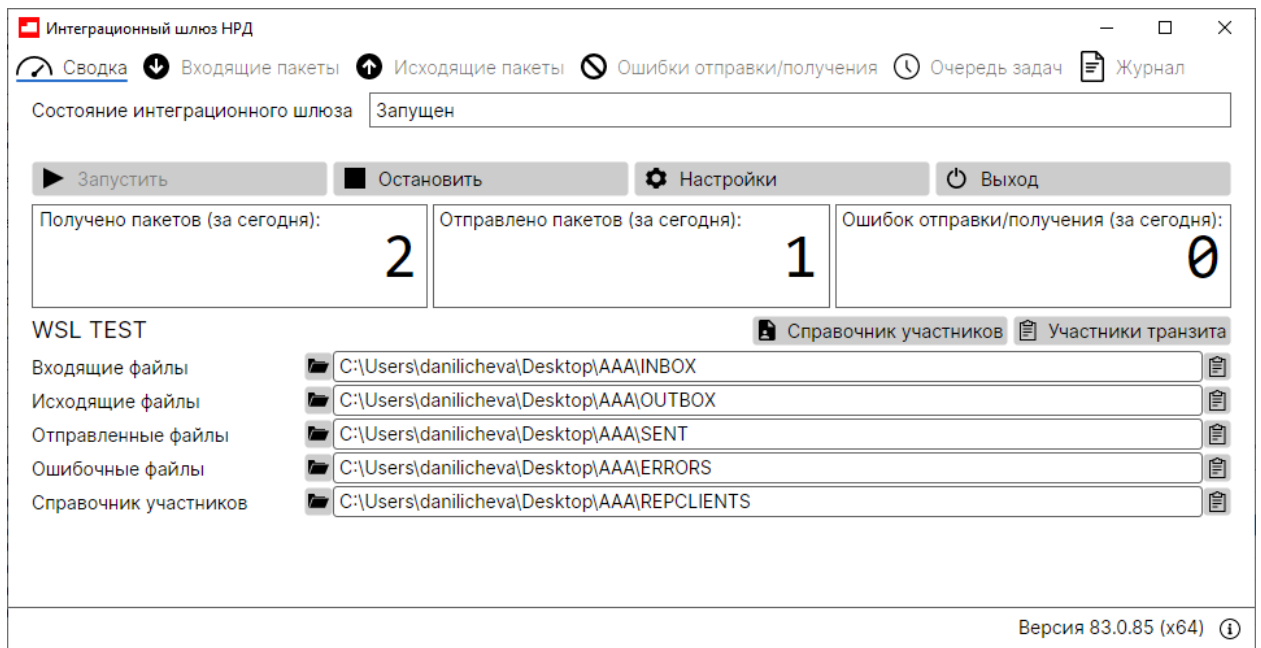 Интеграционный шлюз НРД
Сводка Входящие пакеты Исходящие пакеты Ошибки отправки/получения Очередь задач Журнал
Состояние интеграционного шлюза Запущен
Запустить Остановить Настройки Выход
Получено пакетов (за сегодня): Отправлено пакетов (за сегодня): Ошибок отправки/получения (за сегодня):
2 1 0
WSL TEST Справочник участников Участники транзита
Входящие файлы C:\Users\danilicheva\Desktop\AAA\INBOX
Исходящие файлы C:\Users\danilicheva\Desktop\AAA\OUTBOX
Отправленные файлы C:\Users\danilicheva\Desktop\AAA\SENT
Ошибочные файлы C:\Users\danilicheva\Desktop\AAA\ERRORS
Справочник участников C:\Users\danilicheva\Desktop\AAA\REPCLIENTS
Версия 83.0.85 (x64)